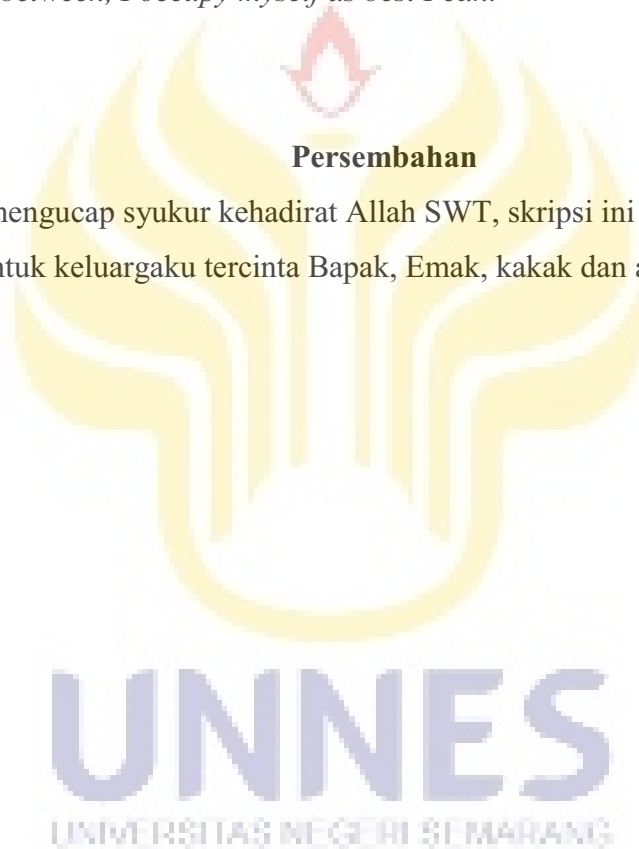 between, I occupy myself as best I can.
Persembahan
mengucap syukur kehadirat Allah SWT, skripsi ini
ntuk keluargaku tercinta Bapak, Emak, kakak dan a
UNNES
UNIVERSITAS NEGERI SEMARANG